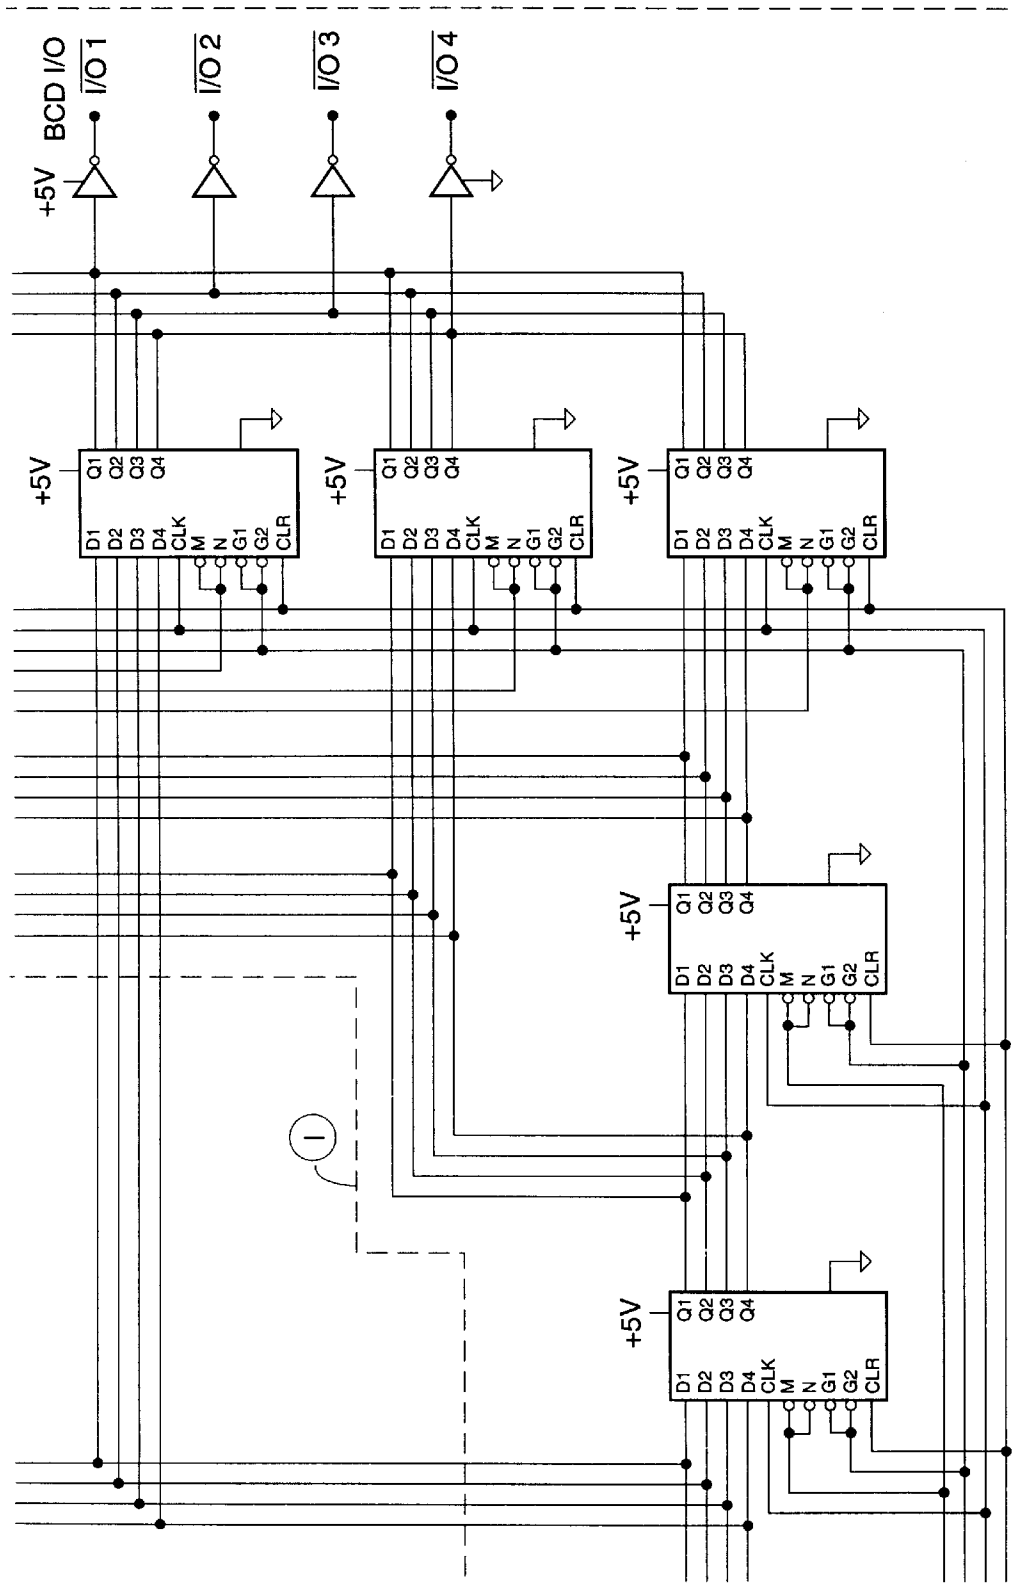 BCD I/O
I/O 1
I/O 2
I/O 3
I/O 4
+5V
+5V
Q1
Q2
Q3
Q4
D1
D2
D3
D4
CLK
M
N
G1
G2
CLR
+5V
Q1
Q2
Q3
Q4
D1
D2
D3
D4
CLK
M
N
G1
G2
CLR
+5V
Q1
Q2
Q3
Q4
D1
D2
D3
D4
CLK
M
N
G1
G2
CLR
+5V
Q1
Q2
Q3
Q4
D1
D2
D3
D4
CLK
M
N
G1
G2
CLR
1
+5V
Q1
Q2
Q3
Q4
D1
D2
D3
D4
CLK
M
N
G1
G2
CLR